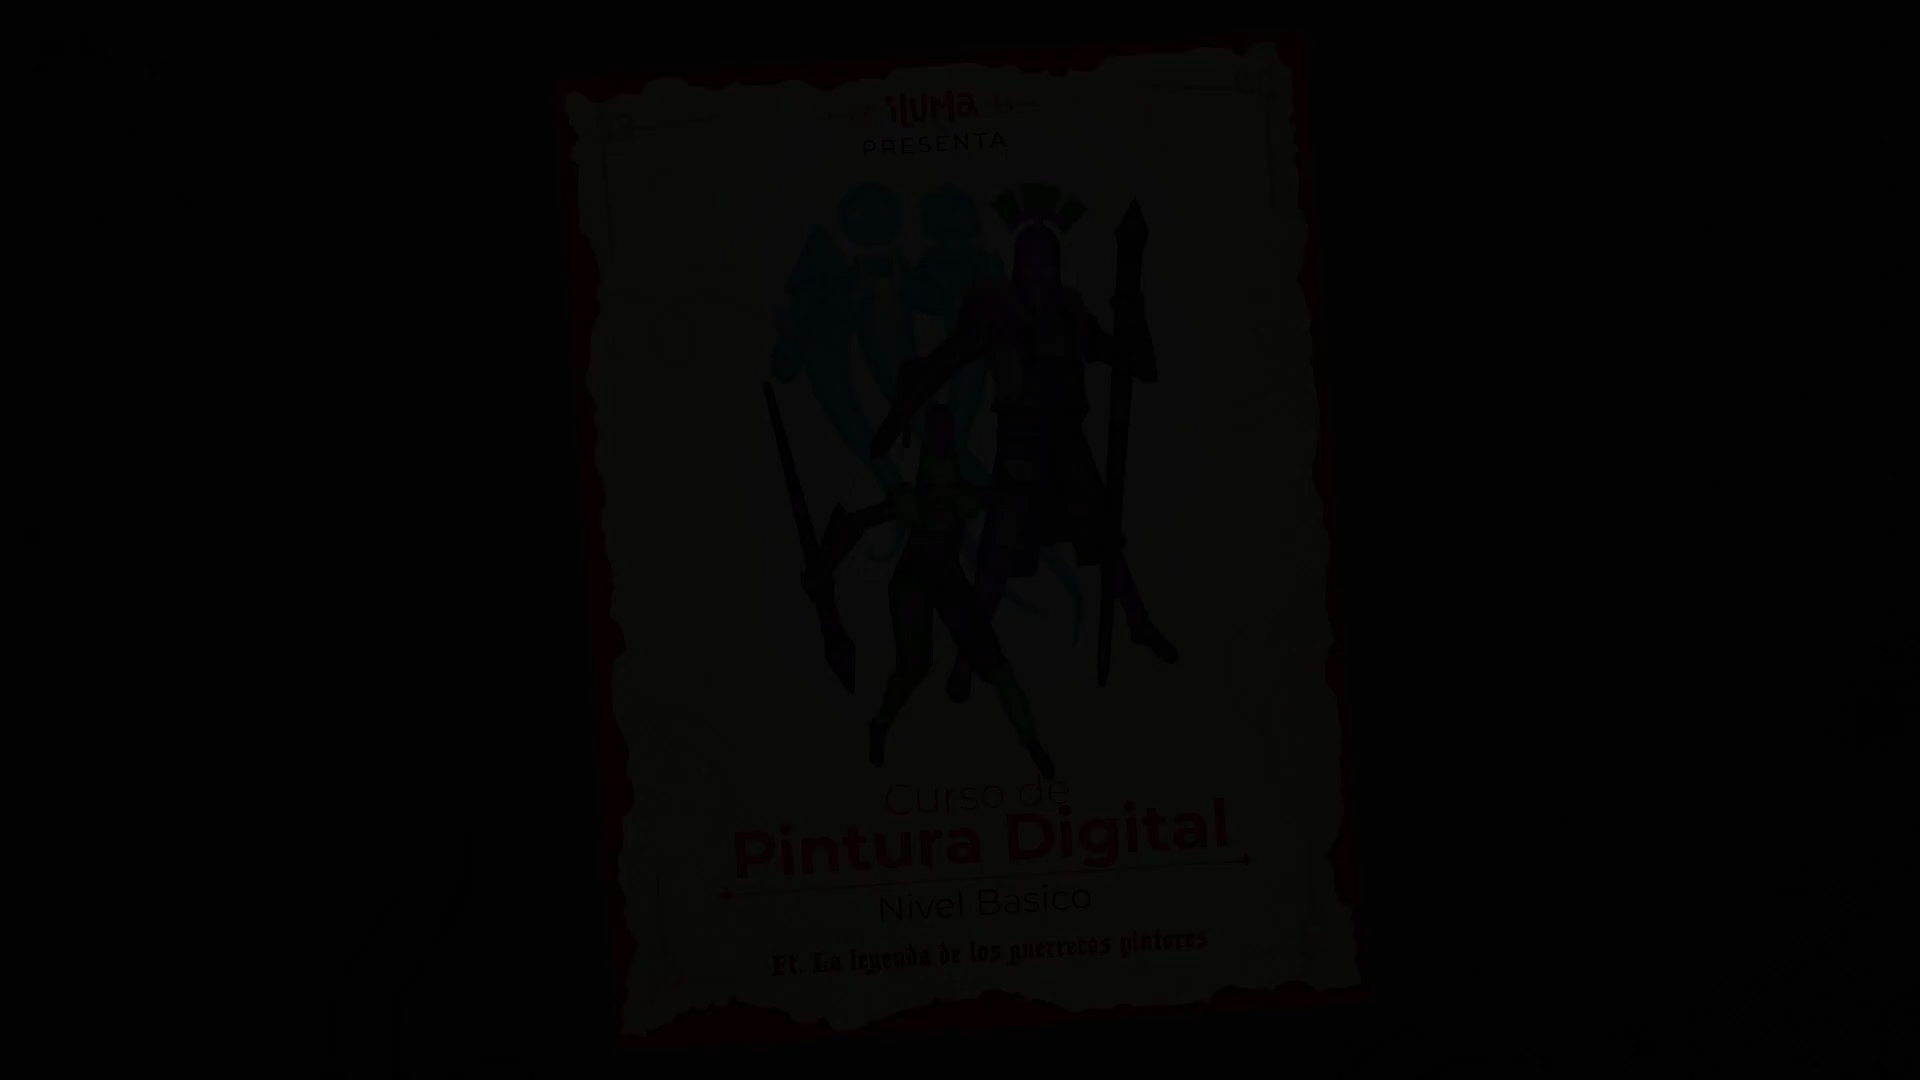 iLUMa
PRESENTA
Curso de
Pintura Digital
Nivel Basico
Ft. La leyenda de los guerreros pintores